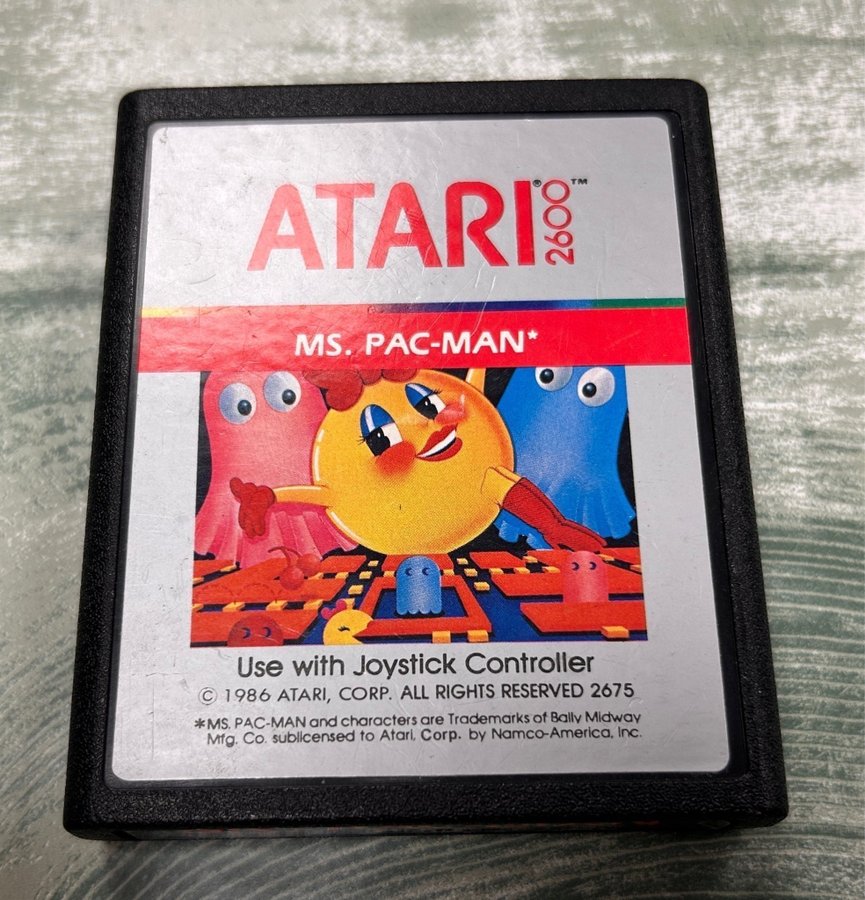 ATARI® 2600™
MS. PAC-MAN*
Use with Joystick Controller
© 1986 ATARI, CORP. ALL RIGHTS RESERVED 2675
*MS. PAC-MAN and characters are Trademarks of Bally Midway
Mfg. Co. sublicensed to Atari, Corp. by Namco-America, Inc.